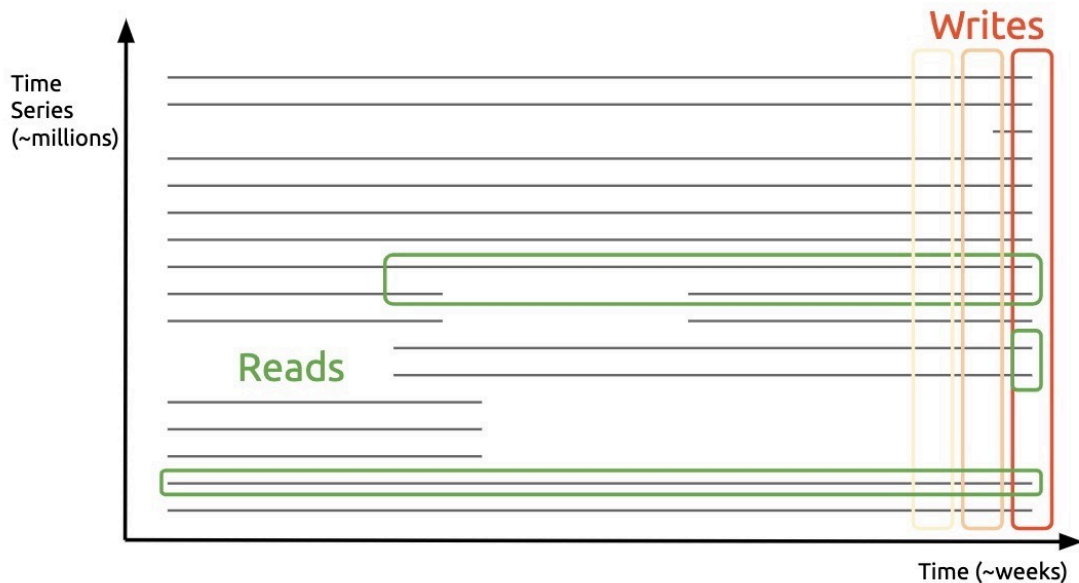 Writes
Time
Series
(~millions)
Reads
Time (~weeks)